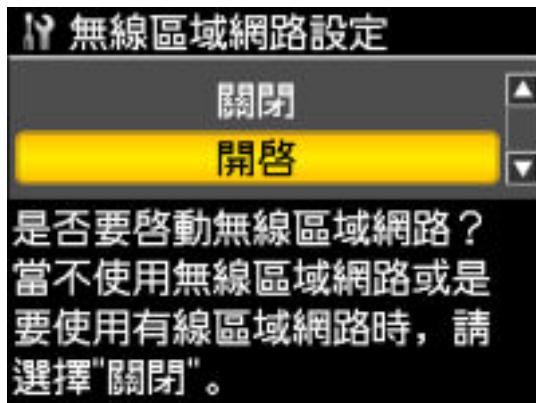 無線區域網路設定
關閉
開啓
是否要啓動無線區域網路？
當不使用無線區域網路或是
要使用有線區域網路時，請
選擇"關閉"。